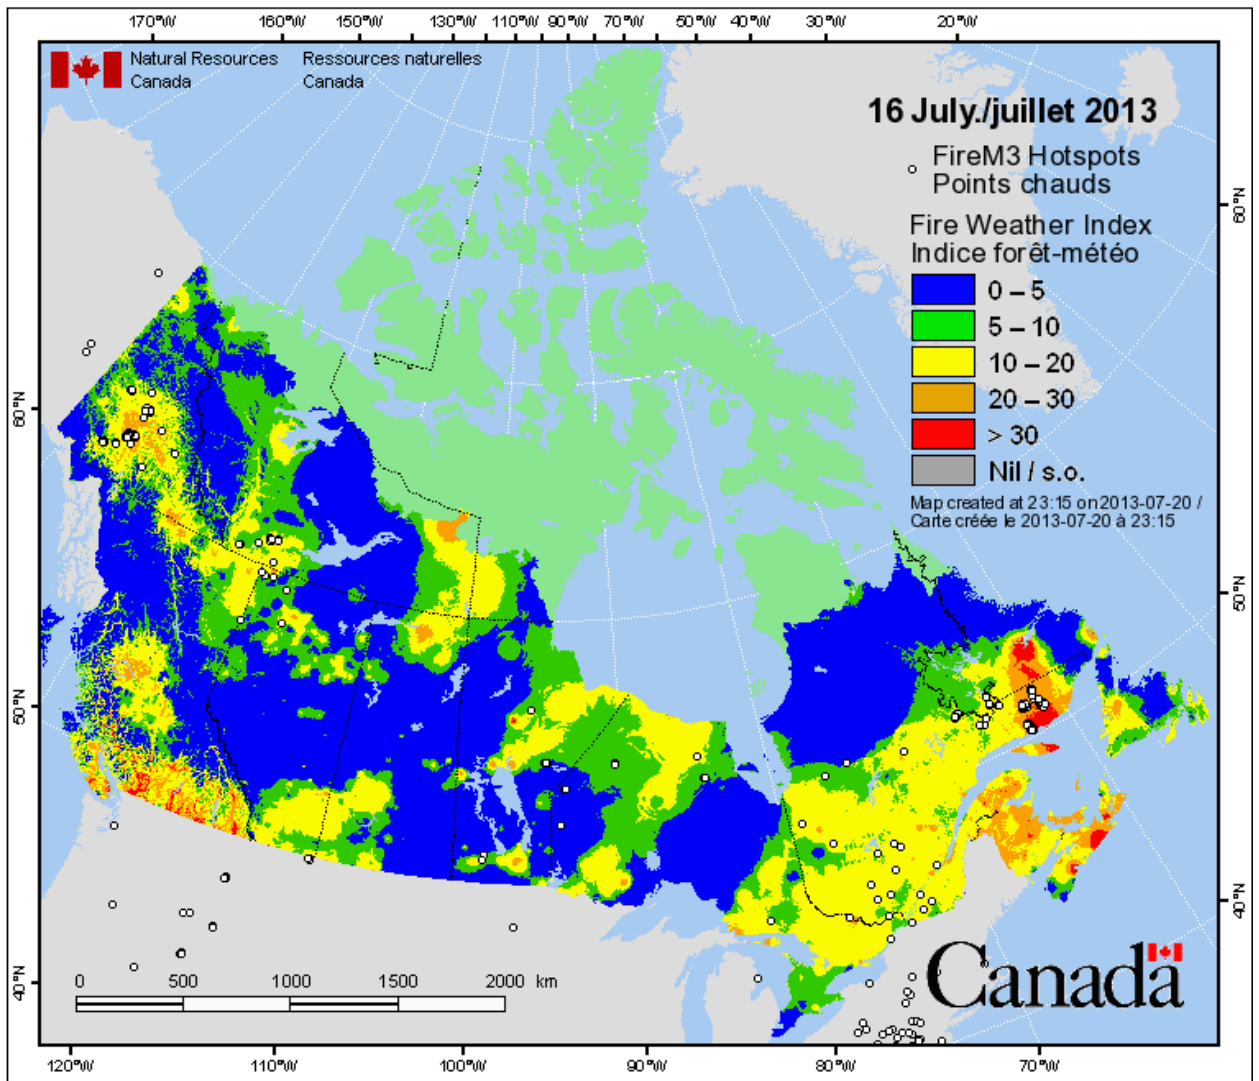 170°W 160°W 150°W 130°W 110°W 90°W 70°W 50°W 40°W 30°W 20°W
Natural Resources Ressources naturelles
Canada Canada
16 July./juillet 2013
FireM3 Hotspots
Points chauds
Fire Weather Index
Indice forêt-météo
0 – 5
5 – 10
10 – 20
20 – 30
> 30
Nil / s.o.
Map created at 23:15 on 2013-07-20 /
Carte créée le 2013-07-20 à 23:15
60°N
50°N
40°N
60°N
50°N
40°N
0 500 1000 1500 2000 km
Canada
120°W 110°W 100°W 90°W 80°W 70°W